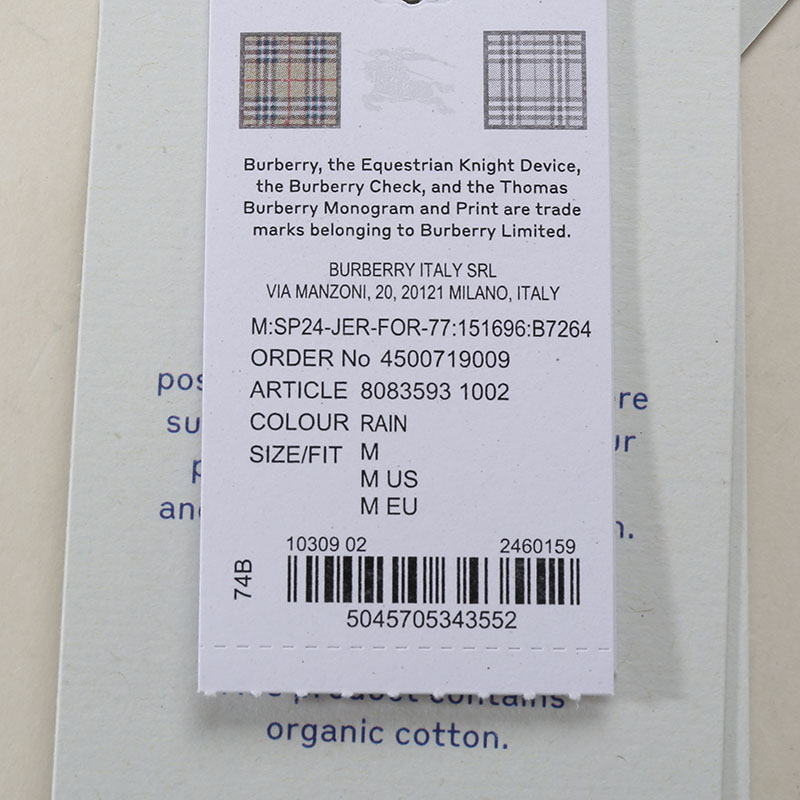 Burberry, the Equestrian Knight Device,
the Burberry Check, and the Thomas
Burberry Monogram and Print are trade
marks belonging to Burberry Limited.
BURBERRY ITALY SRL
VIA MANZONI, 20, 20121 MILANO, ITALY
M:SP24-JER-FOR-77:151696:B7264
ORDER No 4500719009
ARTICLE 8083593 1002
COLOUR RAIN
SIZE/FIT M
M US
M EU
10309 02 2460159
74B
5045705343552
product contains
organic cotton.